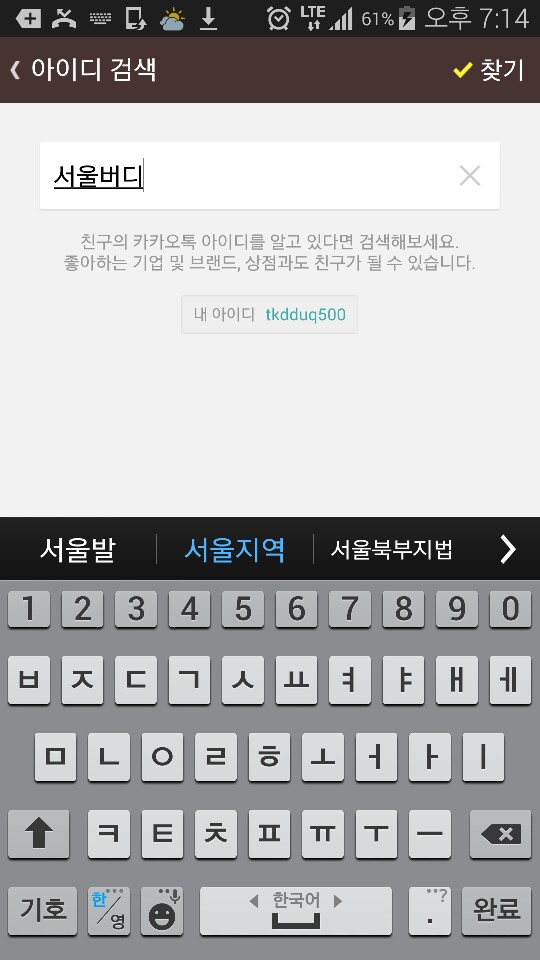 LTE 61% 오후 7:14
아이디 검색 찾기
서울버디
친구의 카카오톡 아이디를 알고 있다면 검색해보세요.
좋아하는 기업 및 브랜드, 상점과도 친구가 될 수 있습니다.
내 아이디 tkdduq500
서울발 서울지역 서울북부지법
1 2 3 4 5 6 7 8 9 0
ㅂ ㅈ ㄷ ㄱ ㅅ ㅛ ㅕ ㅑ ㅐ ㅔ
ㅁ ㄴ ㅇ ㄹ ㅎ ㅗ ㅓ ㅏ ㅣ
ㅋ ㅌ ㅊ ㅍ ㅠ ㅜ ㅡ
기호 한/영 한국어 . ? 완료